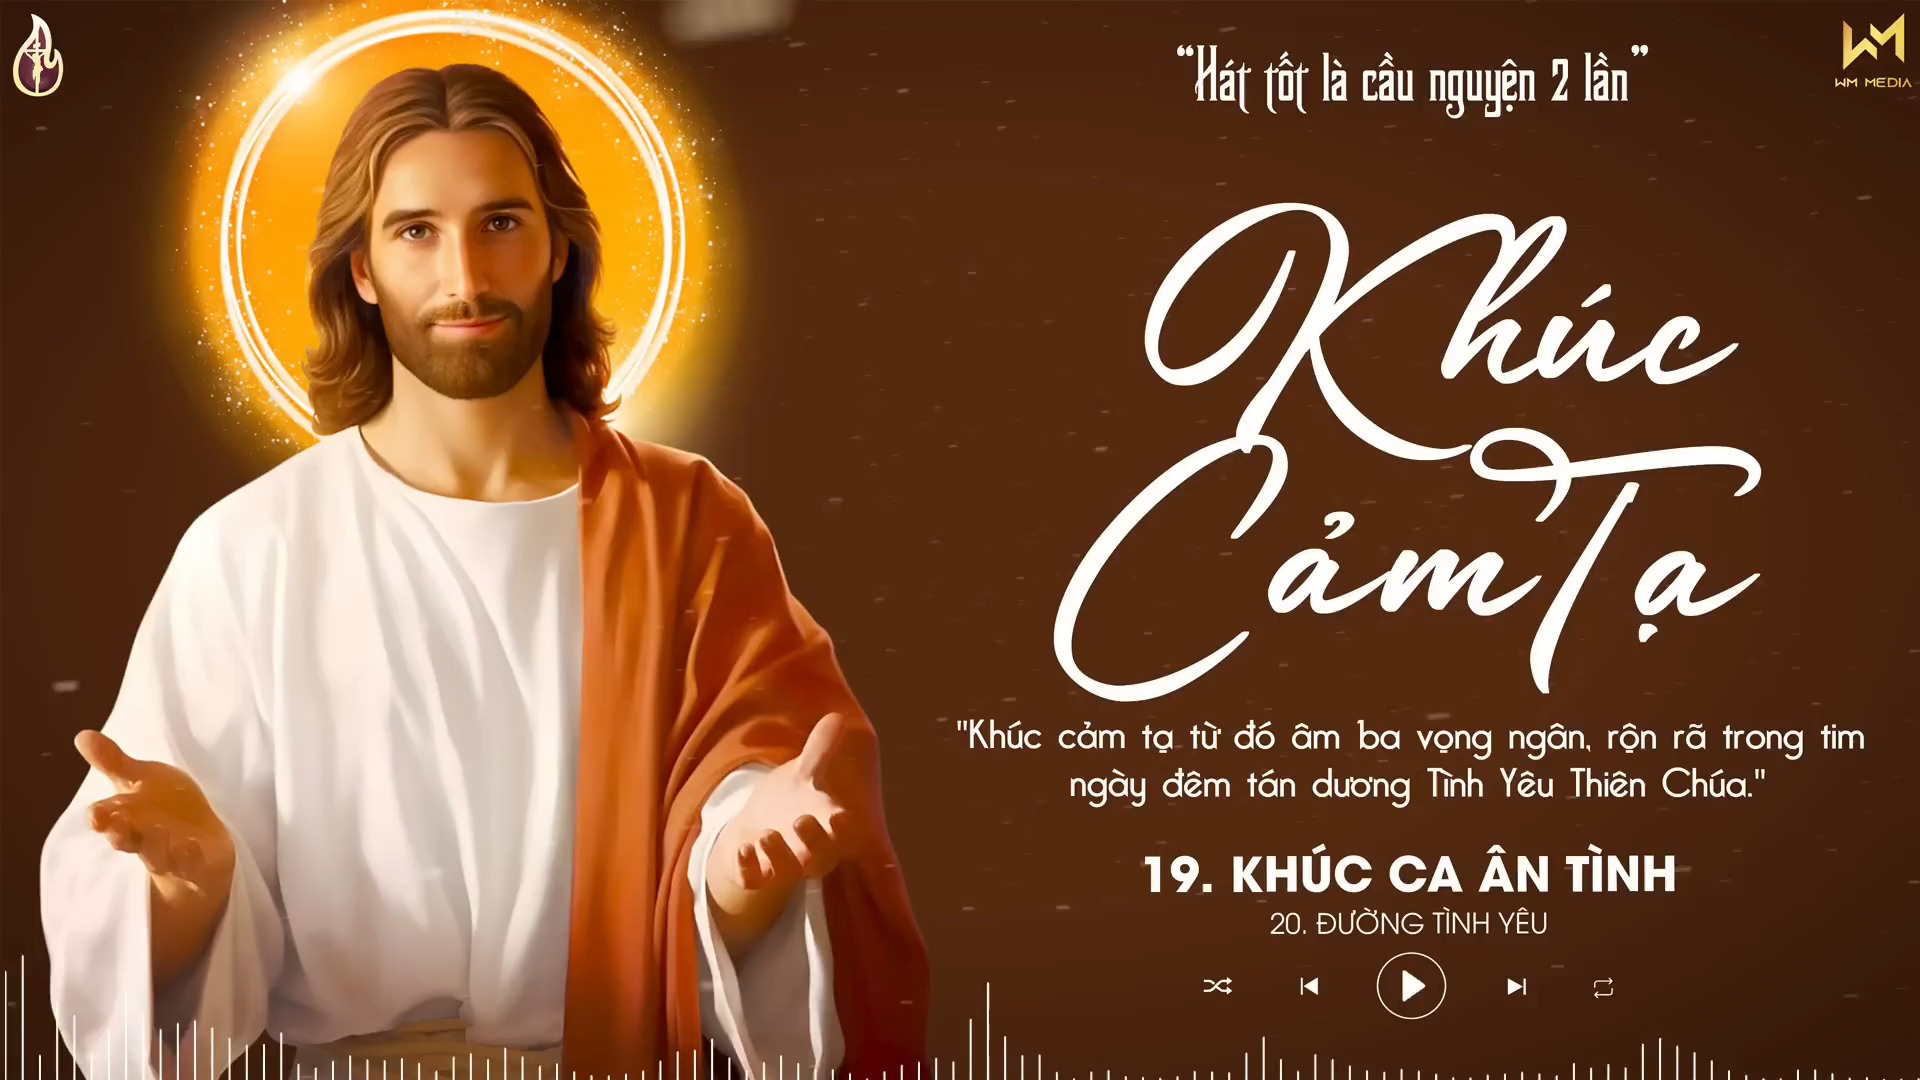 “Hát tốt là cầu nguyện 2 lần”
WM MEDIA
Khúc
Cảm Tạ
"Khúc cảm tạ từ đó âm ba vọng ngân, rộn rã trong tim
ngày đêm tán dương Tình Yêu Thiên Chúa."
19. KHÚC CA ÂN TÌNH
20. ĐƯỜNG TÌNH YÊU